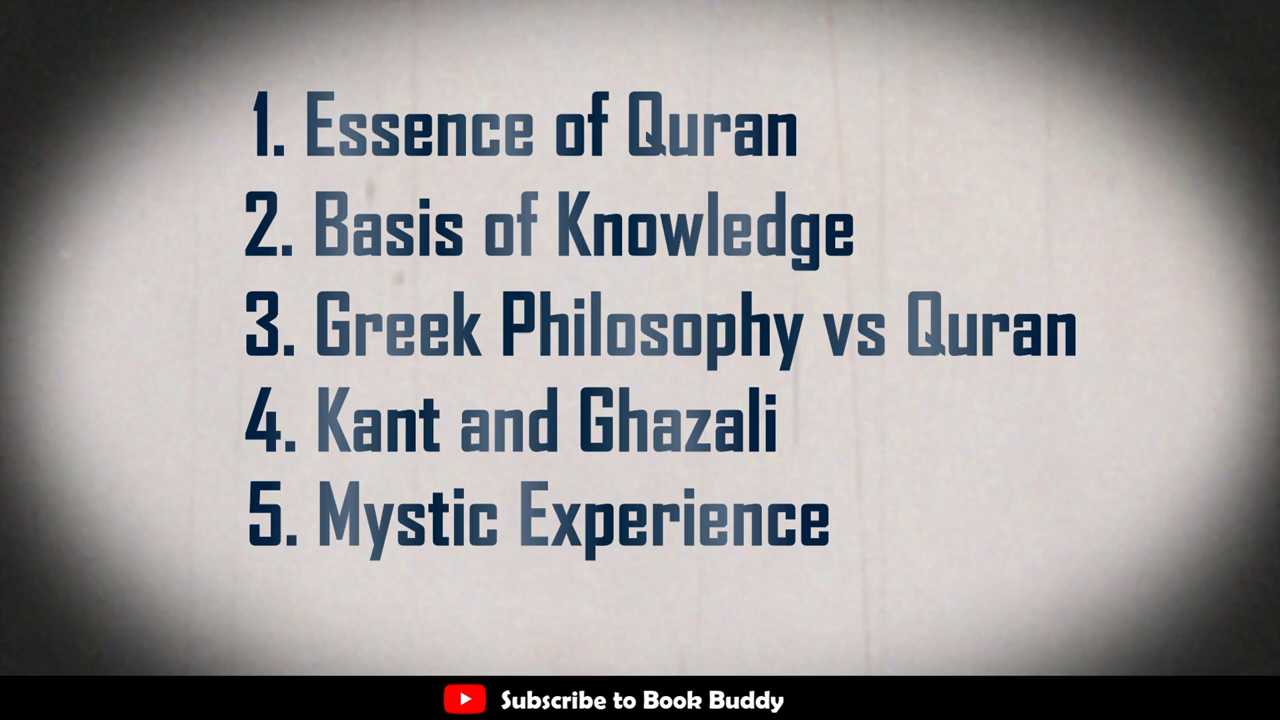 1. Essence of Quran
2. Basis of Knowledge
3. Greek Philosophy vs Quran
4. Kant and Ghazali
5. Mystic Experience
Subscribe to Book Buddy